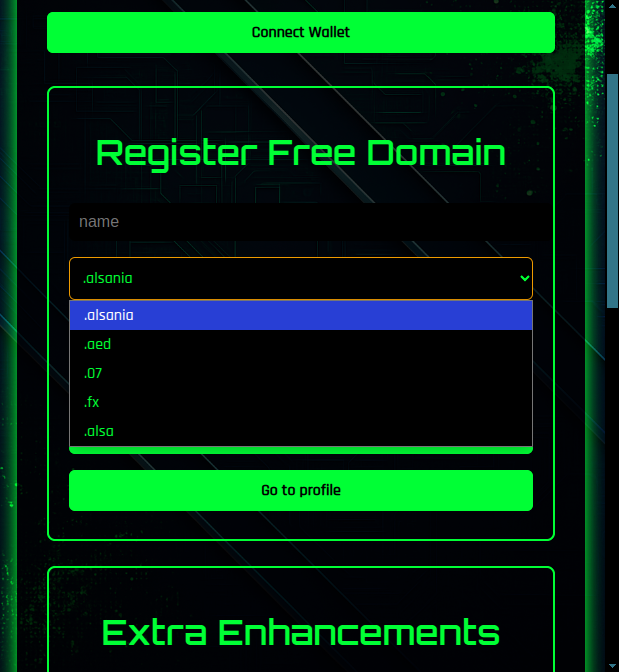 Connect Wallet
Register Free Domain
name
.alsania
.alsania
.aed
.07
.fx
.alsa
Go to profile
Extra Enhancements